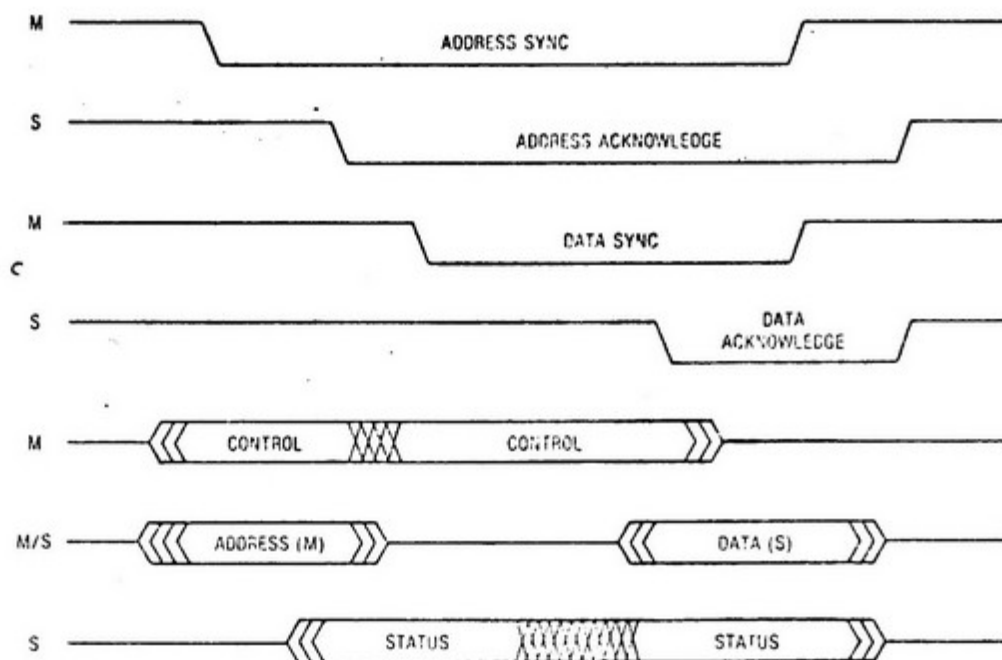 M ADDRESS SYNC
S ADDRESS ACKNOWLEDGE
M DATA SYNC
C
S DATA
ACKNOWLEDGE
M CONTROL CONTROL
M/S ADDRESS (M) DATA (S)
S STATUS STATUS